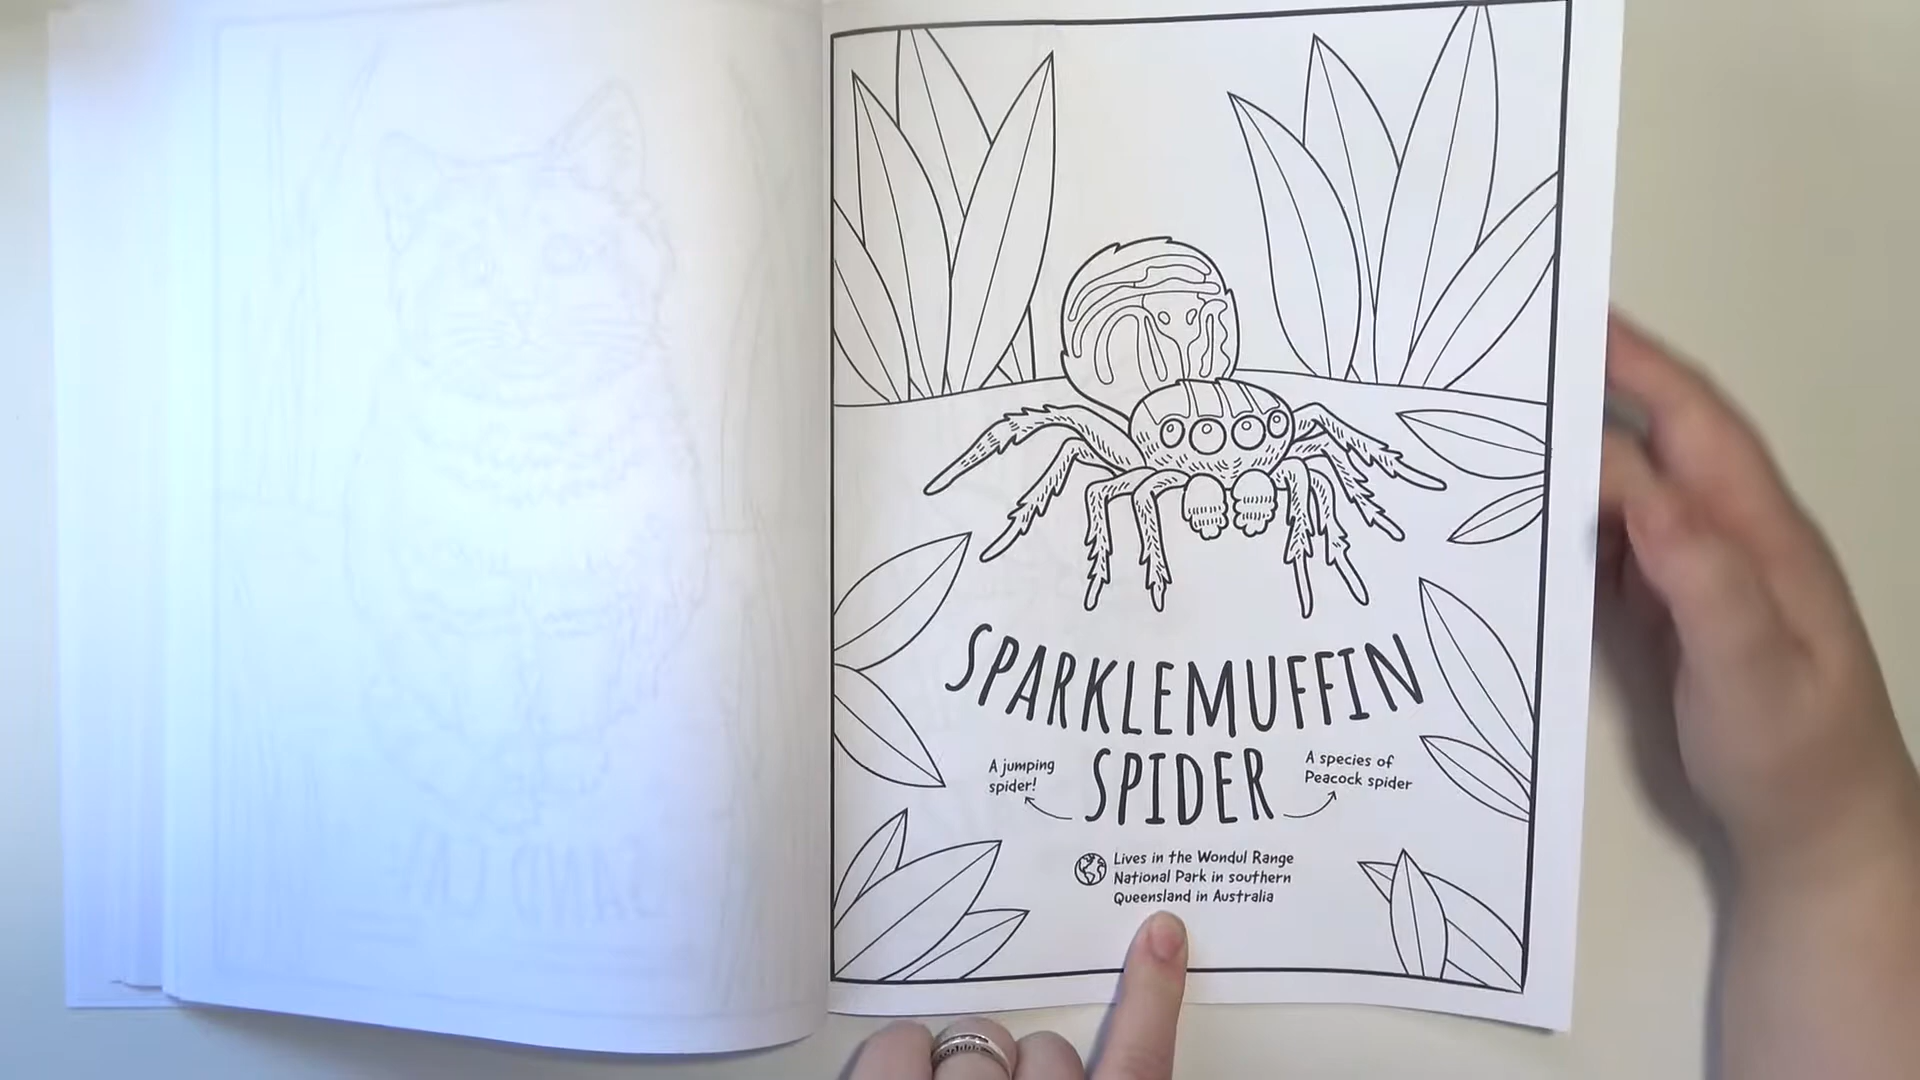 SPARKLEMUFFIN
SPIDER
A jumping
spider!
A species of
Peacock spider
Lives in the Wondul Range
National Park in southern
Queensland in Australia